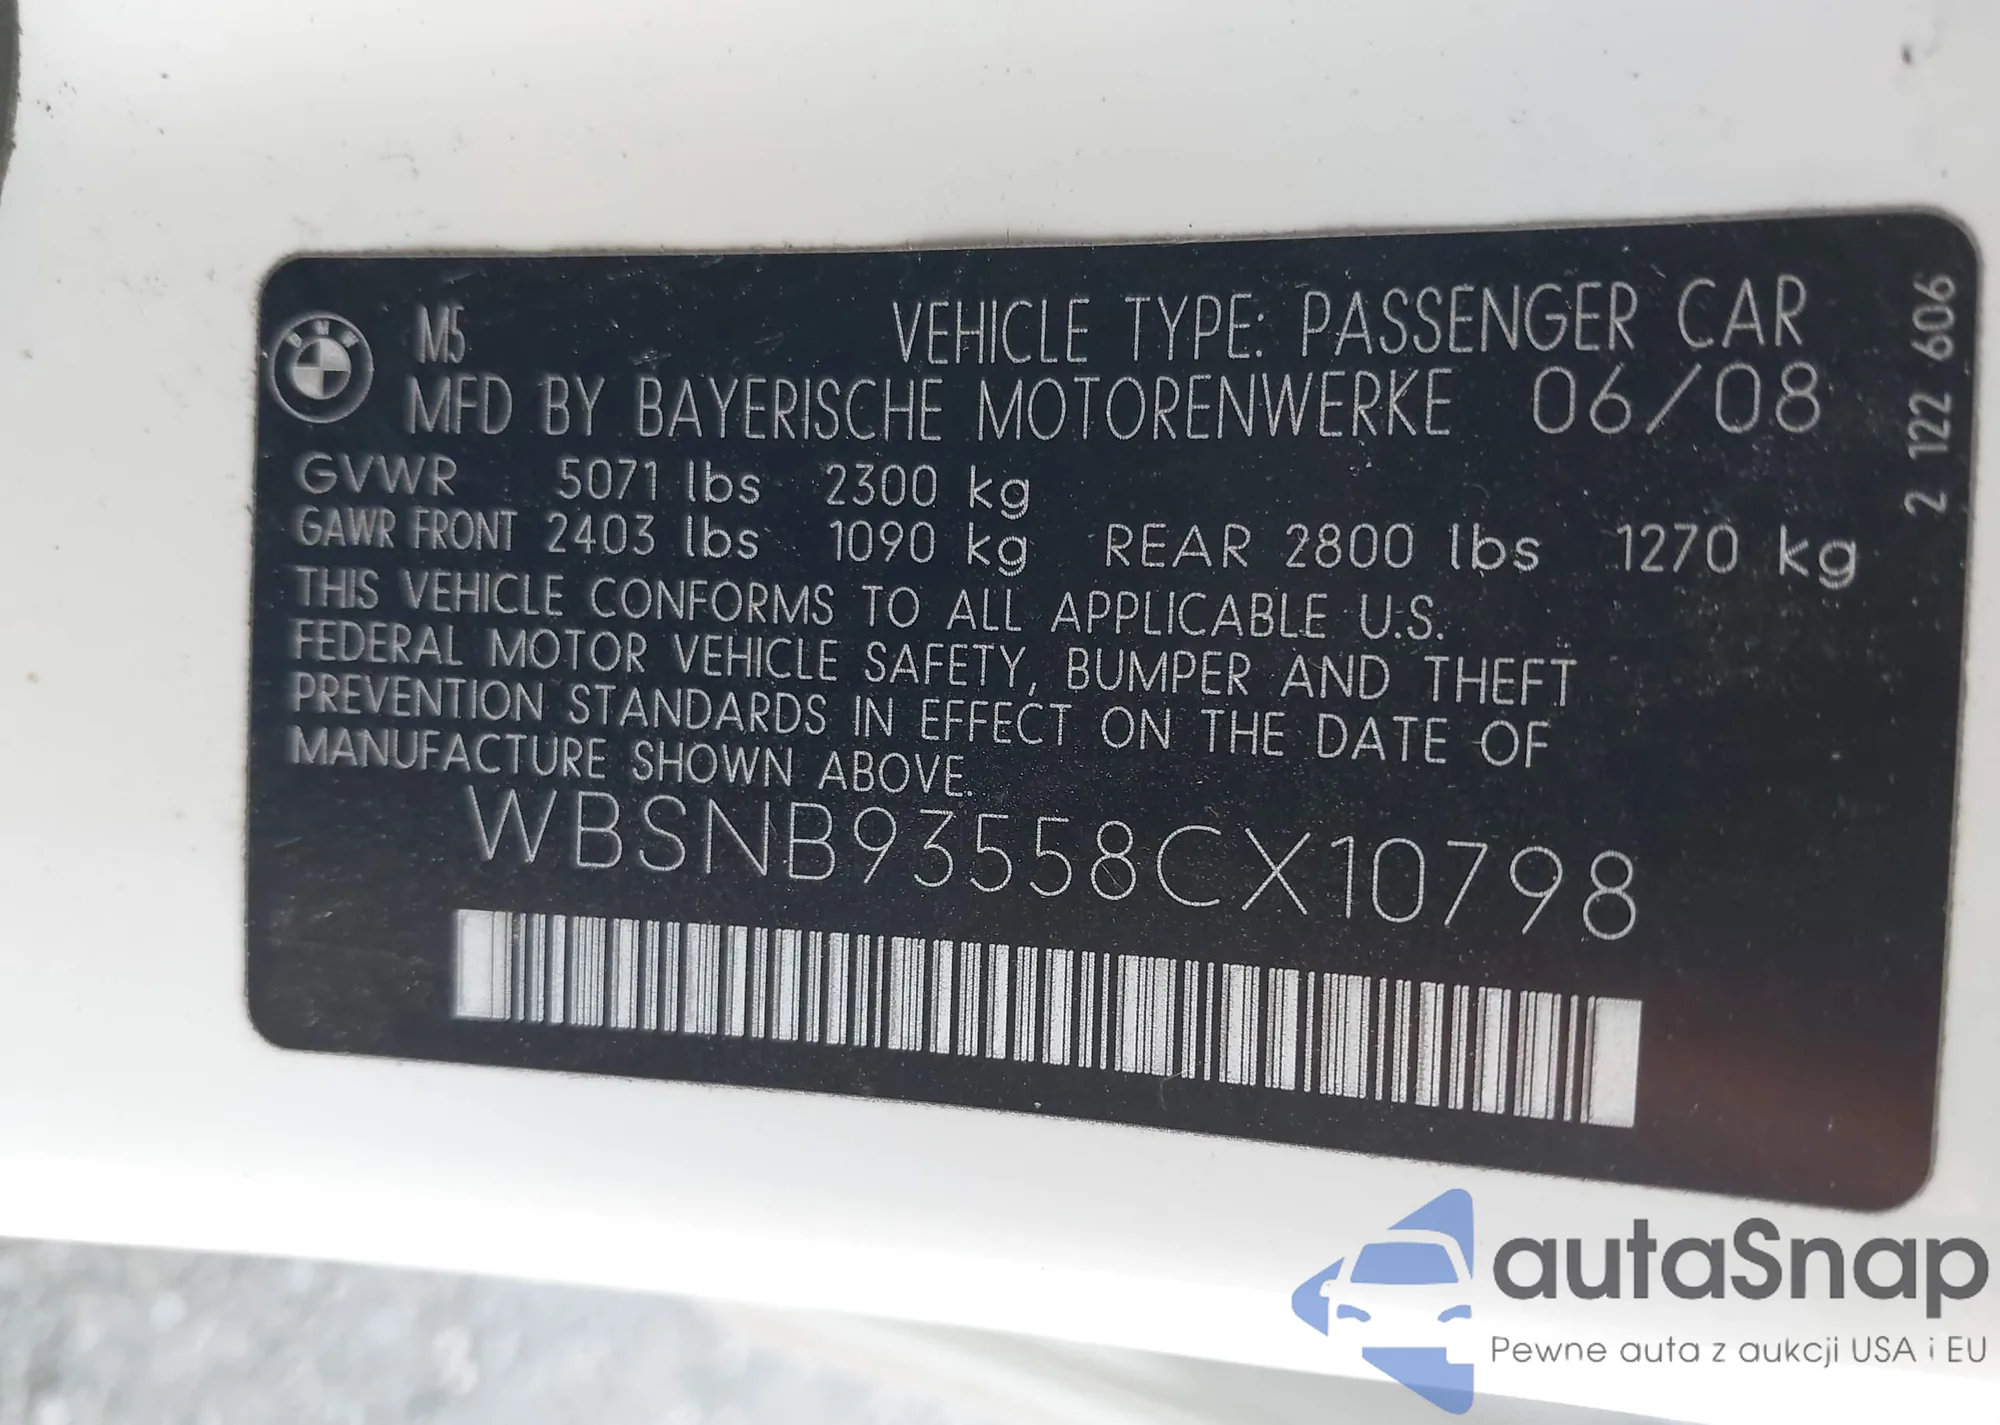 M5 VEHICLE TYPE: PASSENGER CAR
MFD BY BAYERISCHE MOTORENWERKE 06/08
GVWR 5071 lbs 2300 kg
GAWR FRONT 2403 lbs 1090 kg REAR 2800 lbs 1270 kg
THIS VEHICLE CONFORMS TO ALL APPLICABLE U.S.
FEDERAL MOTOR VEHICLE SAFETY, BUMPER AND THEFT
PREVENTION STANDARDS IN EFFECT ON THE DATE OF
MANUFACTURE SHOWN ABOVE.
WBSNB93558CX10798
2 122 606
BMW
autaSnap
Pewne auta z aukcji USA i EU